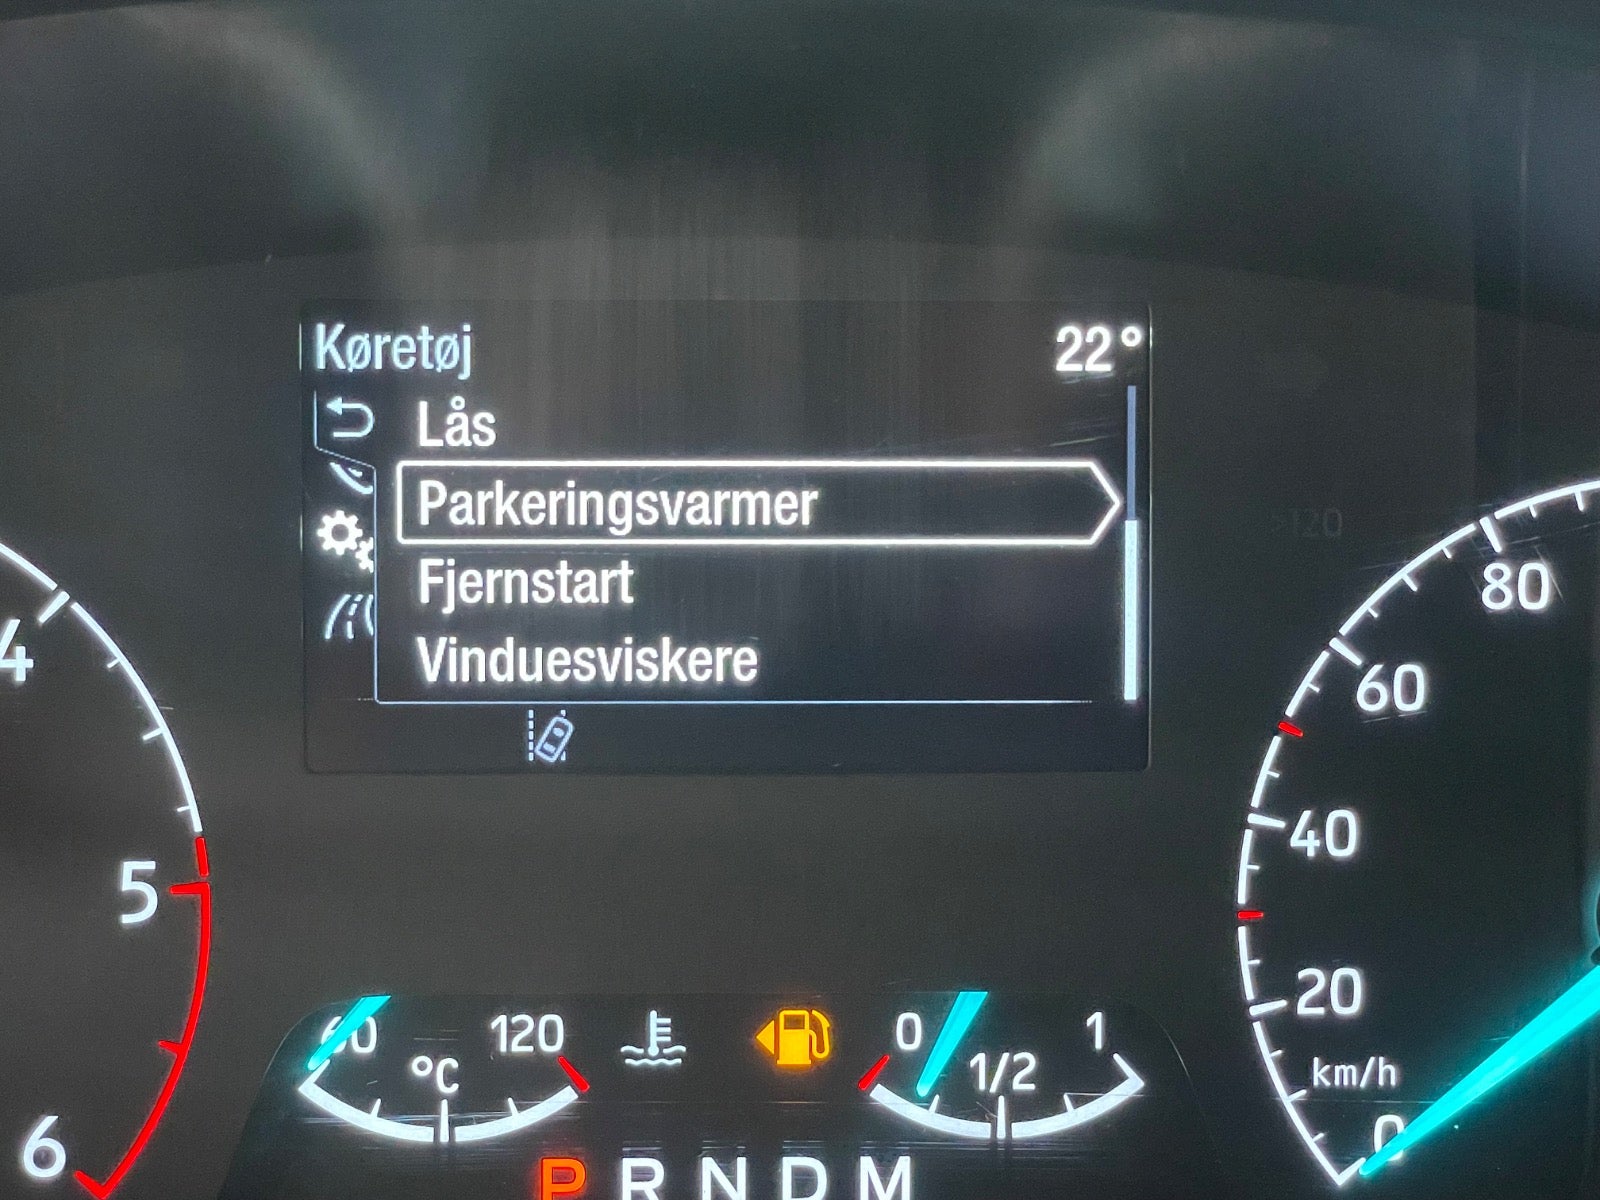 Køretøj 22°
Lås
Parkeringsvarmer
Fjernstart
Vinduesviskere
4
5
6
60 120
°C
0 1/2 1
P R N D M
120
80
60
40
20
km/h
0